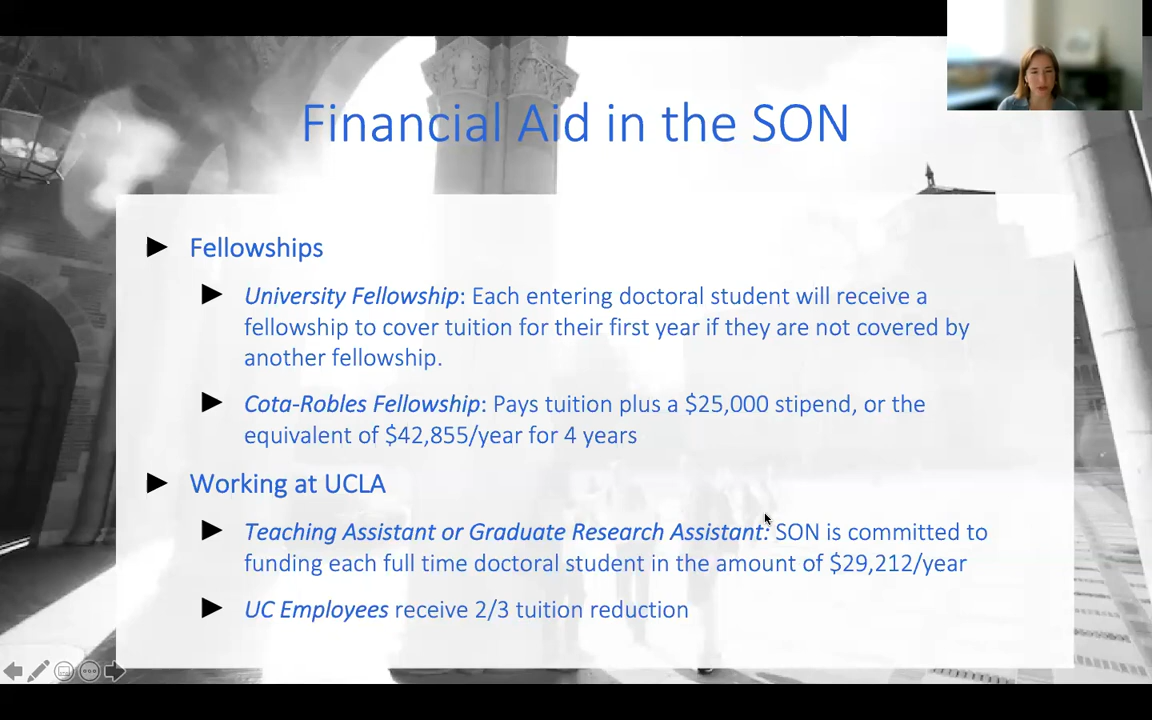 Financial Aid in the SON
Fellowships
University Fellowship: Each entering doctoral student will receive a
fellowship to cover tuition for their first year if they are not covered by
another fellowship.
Cota-Robles Fellowship: Pays tuition plus a $25,000 stipend, or the
equivalent of $42,855/year for 4 years
Working at UCLA
Teaching Assistant or Graduate Research Assistant: SON is committed to
funding each full time doctoral student in the amount of $29,212/year
UC Employees receive 2/3 tuition reduction